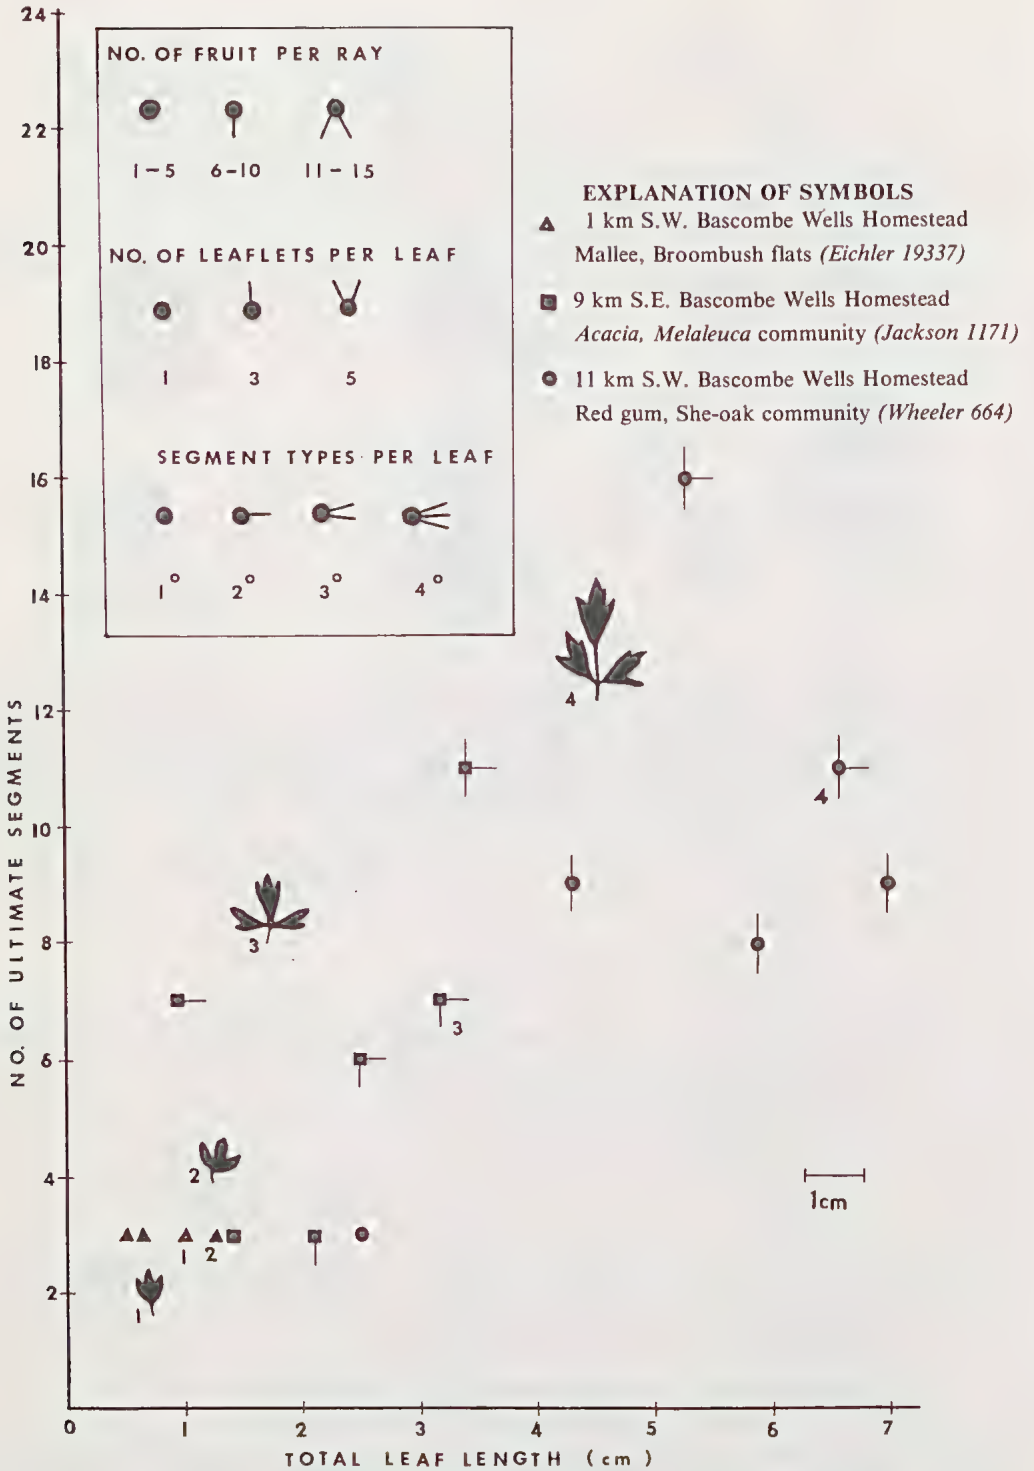 24
22
20
18
16
14
12
10
8
6
4
2
NO. OF ULTIMATE SEGMENTS
NO. OF FRUIT PER RAY
1-5 6-10 11-15
NO. OF LEAFLETS PER LEAF
1 3 5
SEGMENT TYPES PER LEAF
1° 2° 3° 4°
EXPLANATION OF SYMBOLS
1 km S.W. Bascombe Wells Homestead
Mallee, Broombush flats (Eichler 19337)
9 km S.E. Bascombe Wells Homestead
Acacia, Melaleuca community (Jackson 1171)
11 km S.W. Bascombe Wells Homestead
Red gum, She-oak community (Wheeler 664)
4
4
3
3
2
1cm
1 2
1
0 1 2 3 4 5 6 7
TOTAL LEAF LENGTH (cm)